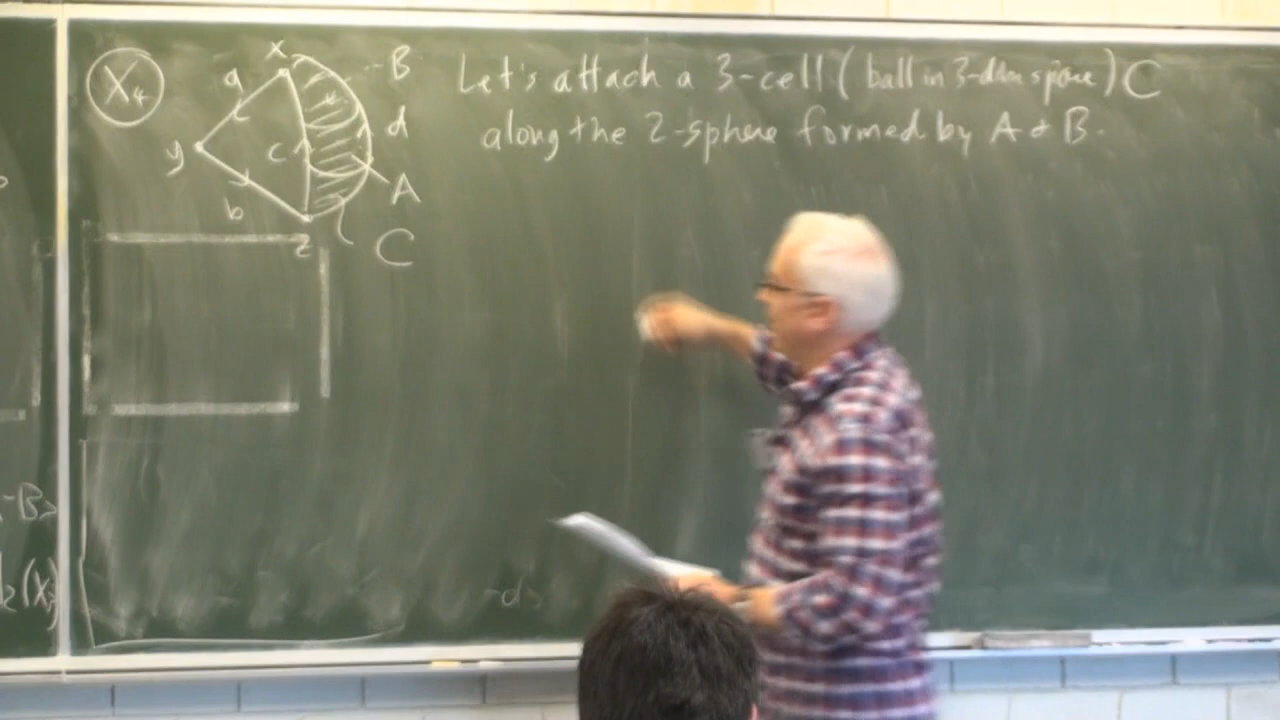 X₄
x
a
B
y
c
d
A
b
z
C
Let's attach a 3-cell (ball in 3-dim space) C
along the 2-sphere formed by A & B.
-B>
(X)
-d>